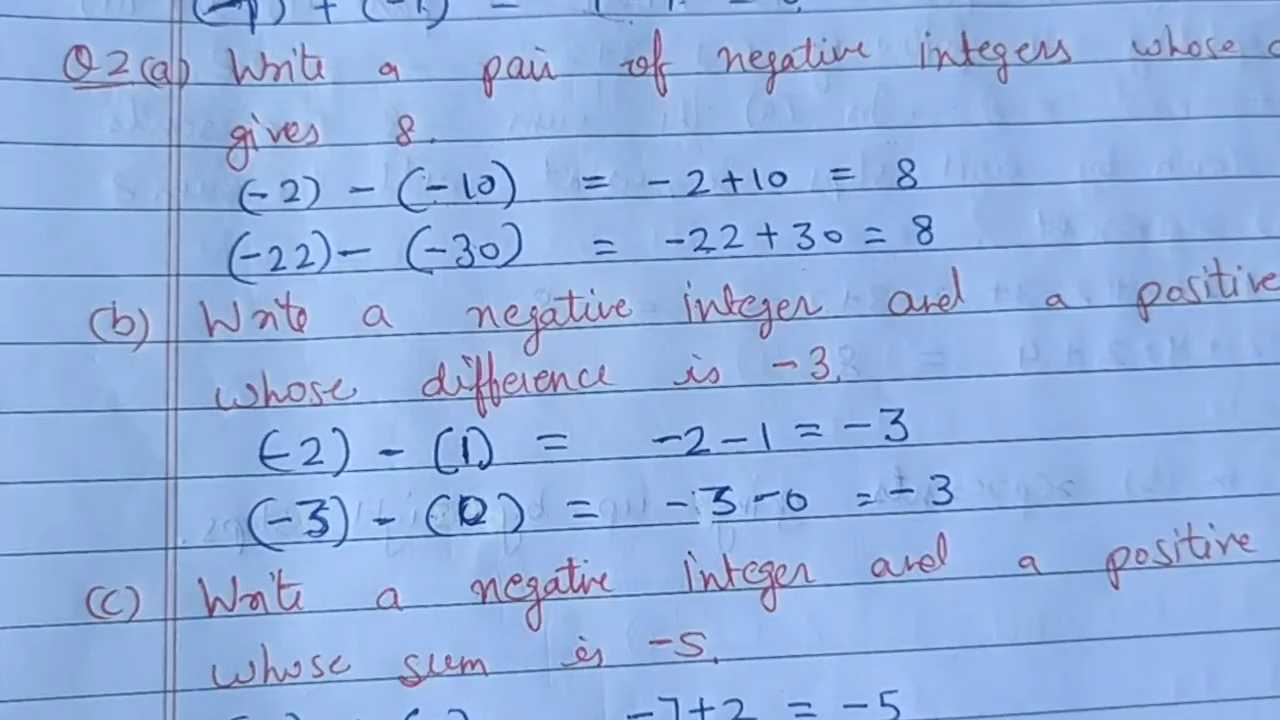 Q2(a) Write a pair of negative integers whose
gives 8.
(-2) - (-10) = -2+10 = 8
(-22) - (-30) = -22+30 = 8
(b) Write a negative integer and a positive
whose difference is -3.
(-2) - (1) = -2-1 = -3
(-3) - (0) = -3-0 = -3
(c) Write a negative integer and a positive
whose sum is -5.
-7+2 = -5